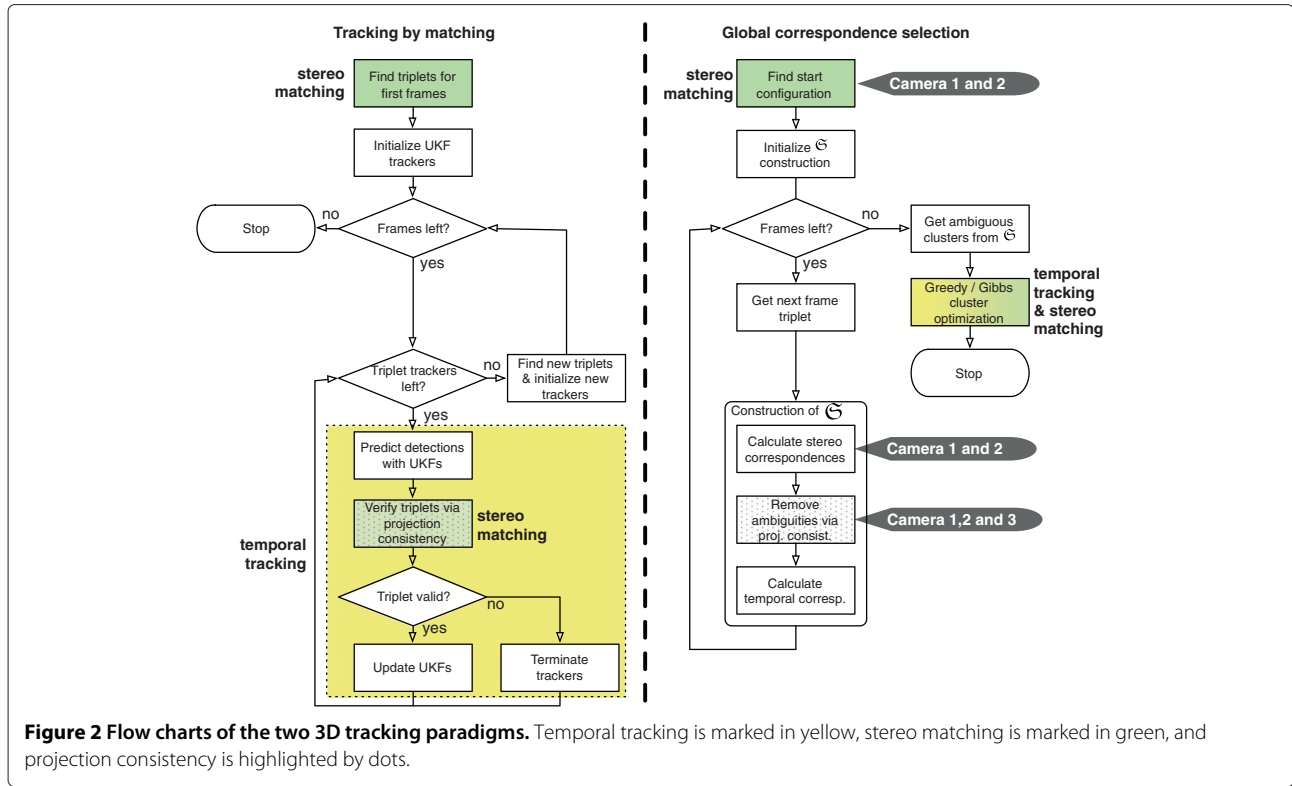 Tracking by matching
stereo
matching
Find triplets for
first frames
Initialize UKF
trackers
Frames left?
no
Stop
yes
Triplet trackers
left?
no
Find new triplets
& initialize new
trackers
yes
Predict detections
with UKFs
Verify triplets via
projection
consistency
stereo
matching
temporal
tracking
Triplet valid?
no
yes
Update UKFs
Terminate
trackers
Global correspondence selection
stereo
matching
Find start
configuration
Camera 1 and 2
Initialize 𝔖
construction
Frames left?
no
Get ambiguous
clusters from 𝔖
yes
Get next frame
triplet
Greedy / Gibbs
cluster
optimization
temporal
tracking
& stereo
matching
Stop
Construction of 𝔖
Calculate stereo
correspondences
Camera 1 and 2
Remove
ambiguities via
proj. consist.
Camera 1,2 and 3
Calculate
temporal corresp.
Figure 2 Flow charts of the two 3D tracking paradigms. Temporal tracking is marked in yellow, stereo matching is marked in green, and
projection consistency is highlighted by dots.